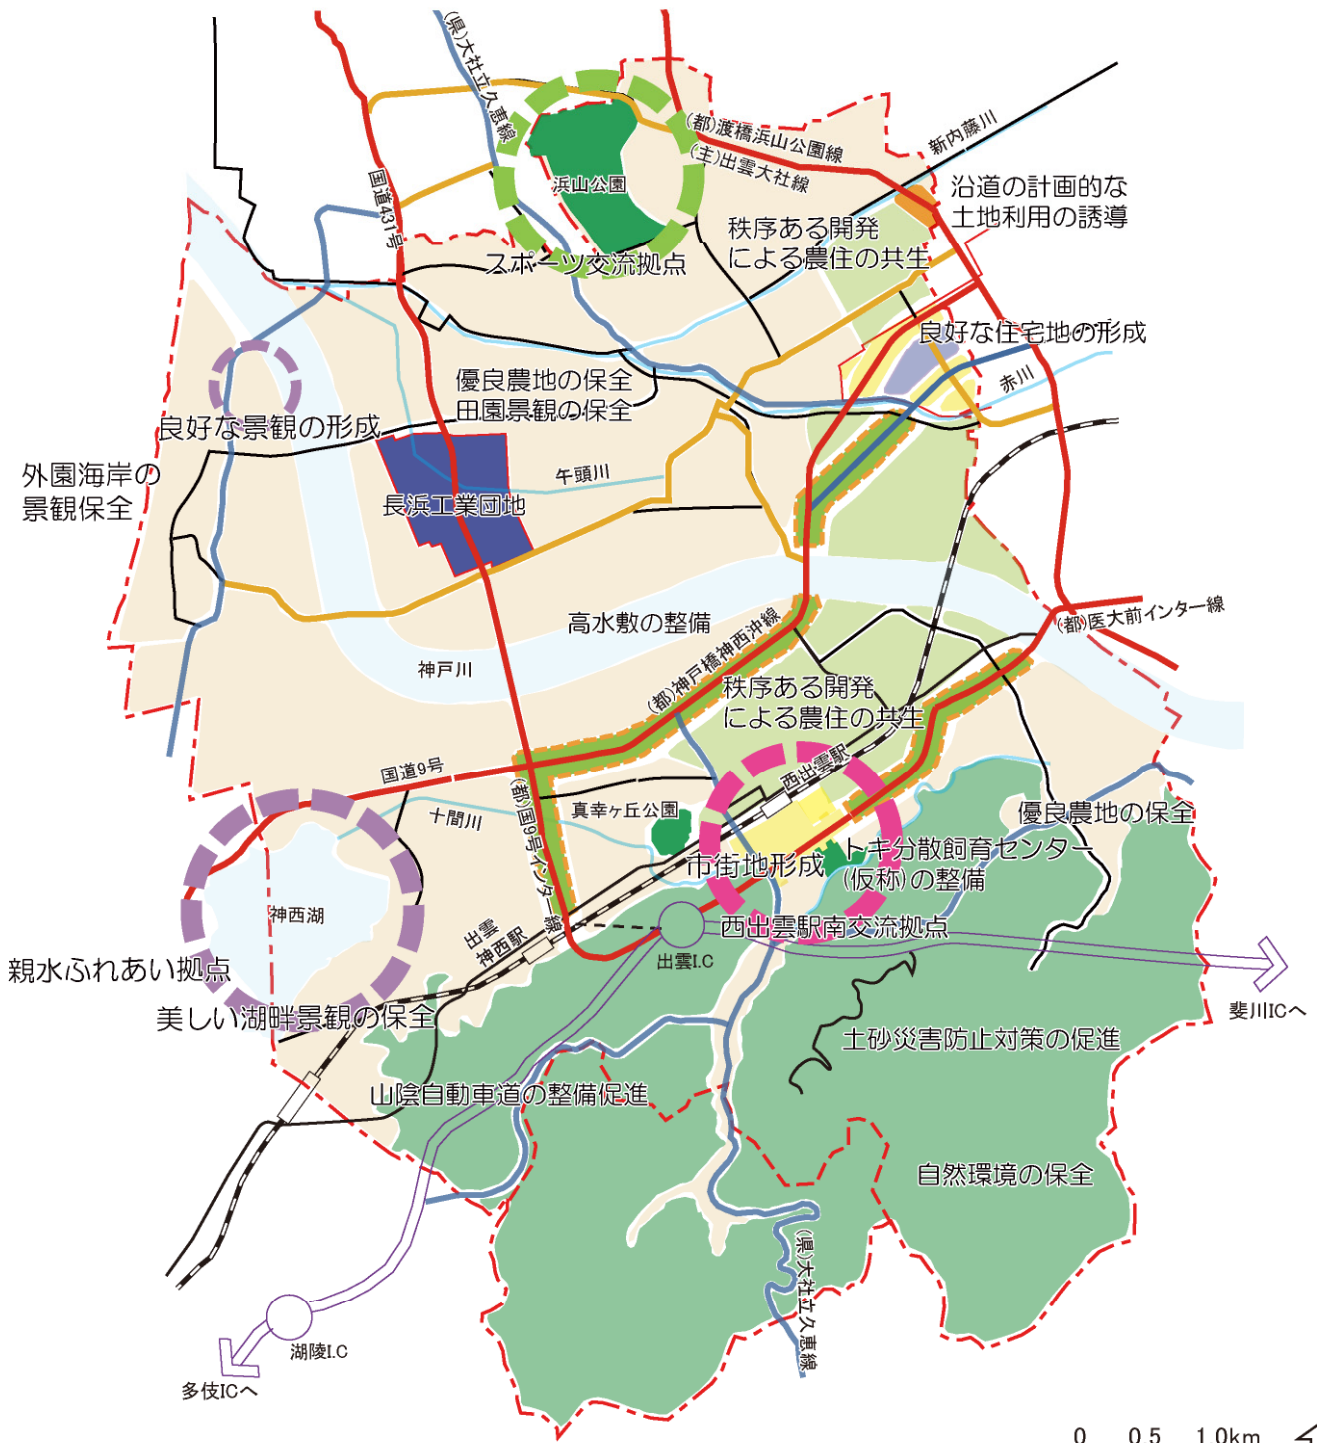 (県)大社立久恵線
国道431号
浜山公園
スポーツ交流拠点
(都)渡橋浜山公園線
(主)出雲大社線
新内藤川
沿道の計画的な
土地利用の誘導
秩序ある開発
による農住の共生
良好な住宅地の形成
赤川
優良農地の保全
田園景観の保全
良好な景観の形成
外園海岸の
景観保全
午頭川
長浜工業団地
高水敷の整備
神戸川
(都)神戸橋神西沖線
(都)医大前インター線
秩序ある開発
による農住の共生
国道9号
十間川
(都)国9号インター線
真幸ヶ丘公園
西出雲駅
優良農地の保全
市街地形成
トキ分散飼育センター
(仮称)の整備
西出雲駅南交流拠点
神西湖
出雲
神西駅
出雲I.C
親水ふれあい拠点
美しい湖畔景観の保全
斐川ICへ
土砂災害防止対策の促進
山陰自動車道の整備促進
自然環境の保全
(県)大社立久恵線
湖陵I.C
多伎ICへ
0 0.5 1.0km